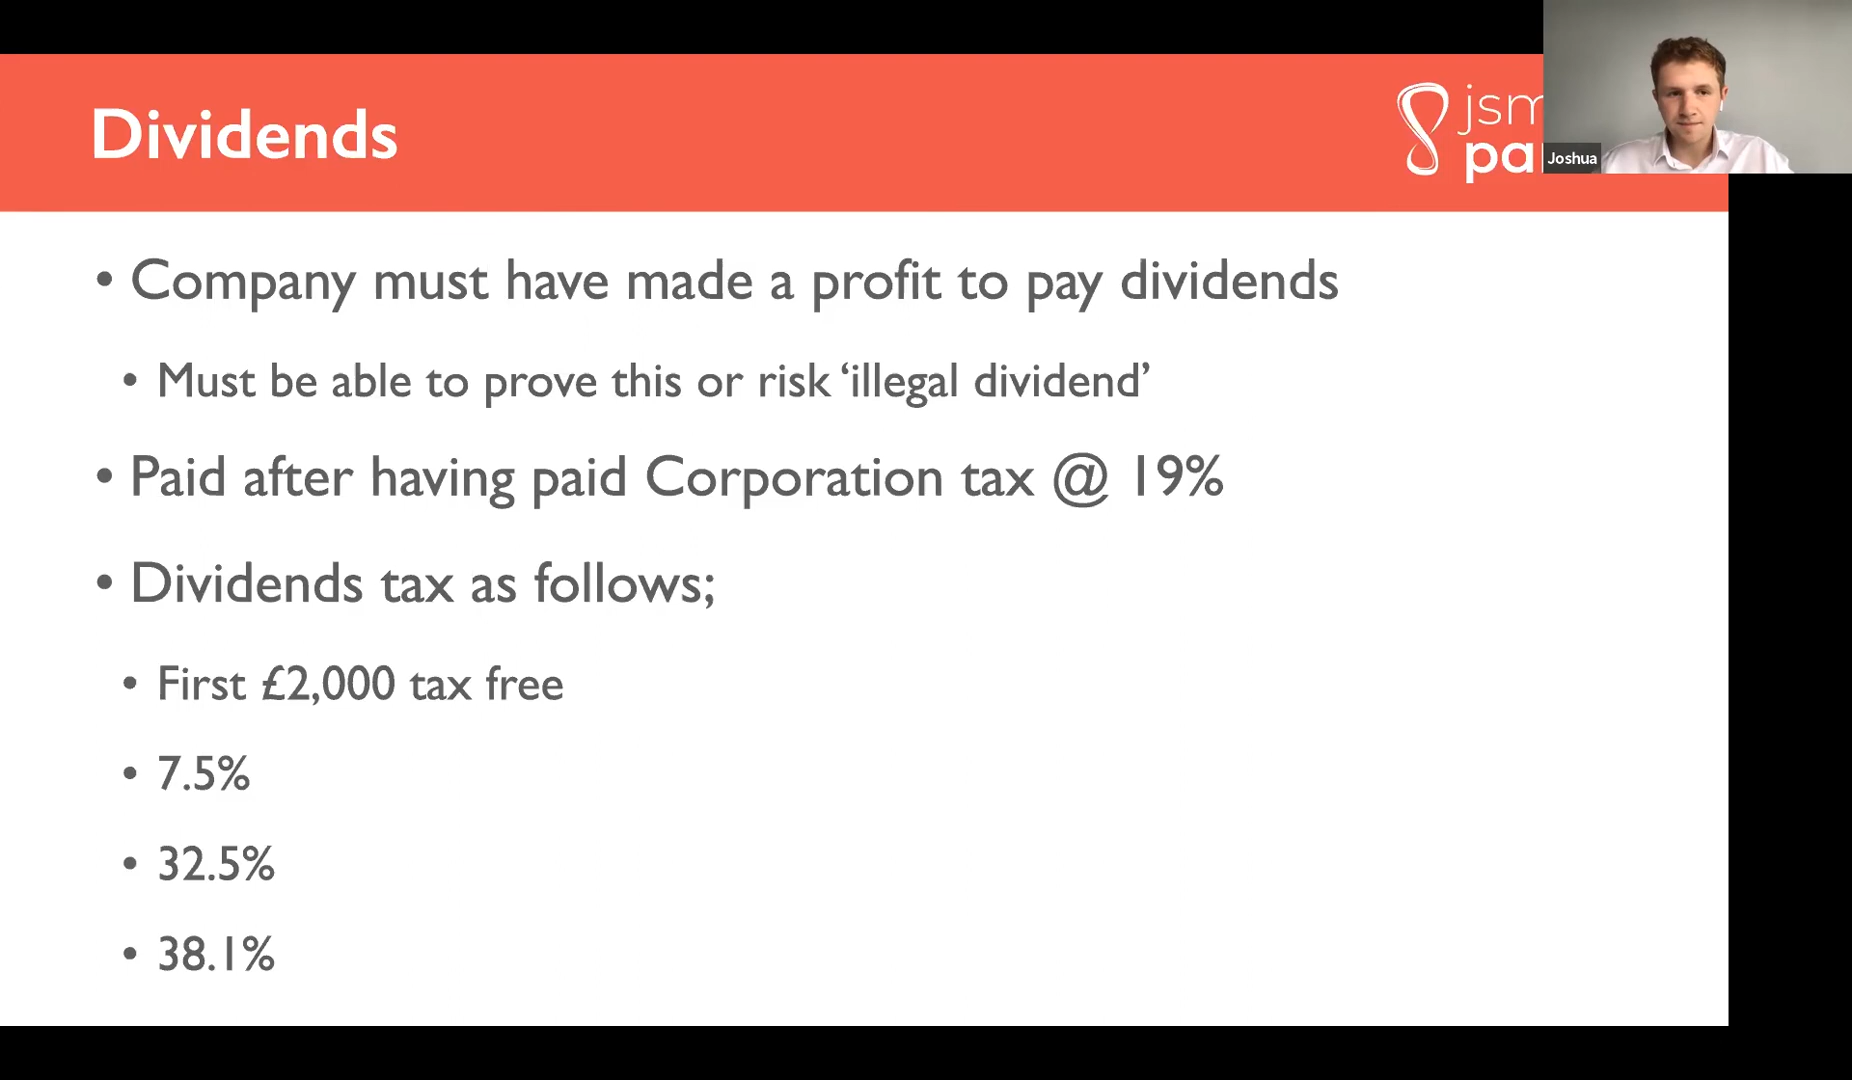 Dividends
Joshua
• Company must have made a profit to pay dividends
• Must be able to prove this or risk ‘illegal dividend’
• Paid after having paid Corporation tax @ 19%
• Dividends tax as follows;
• First £2,000 tax free
• 7.5%
• 32.5%
• 38.1%